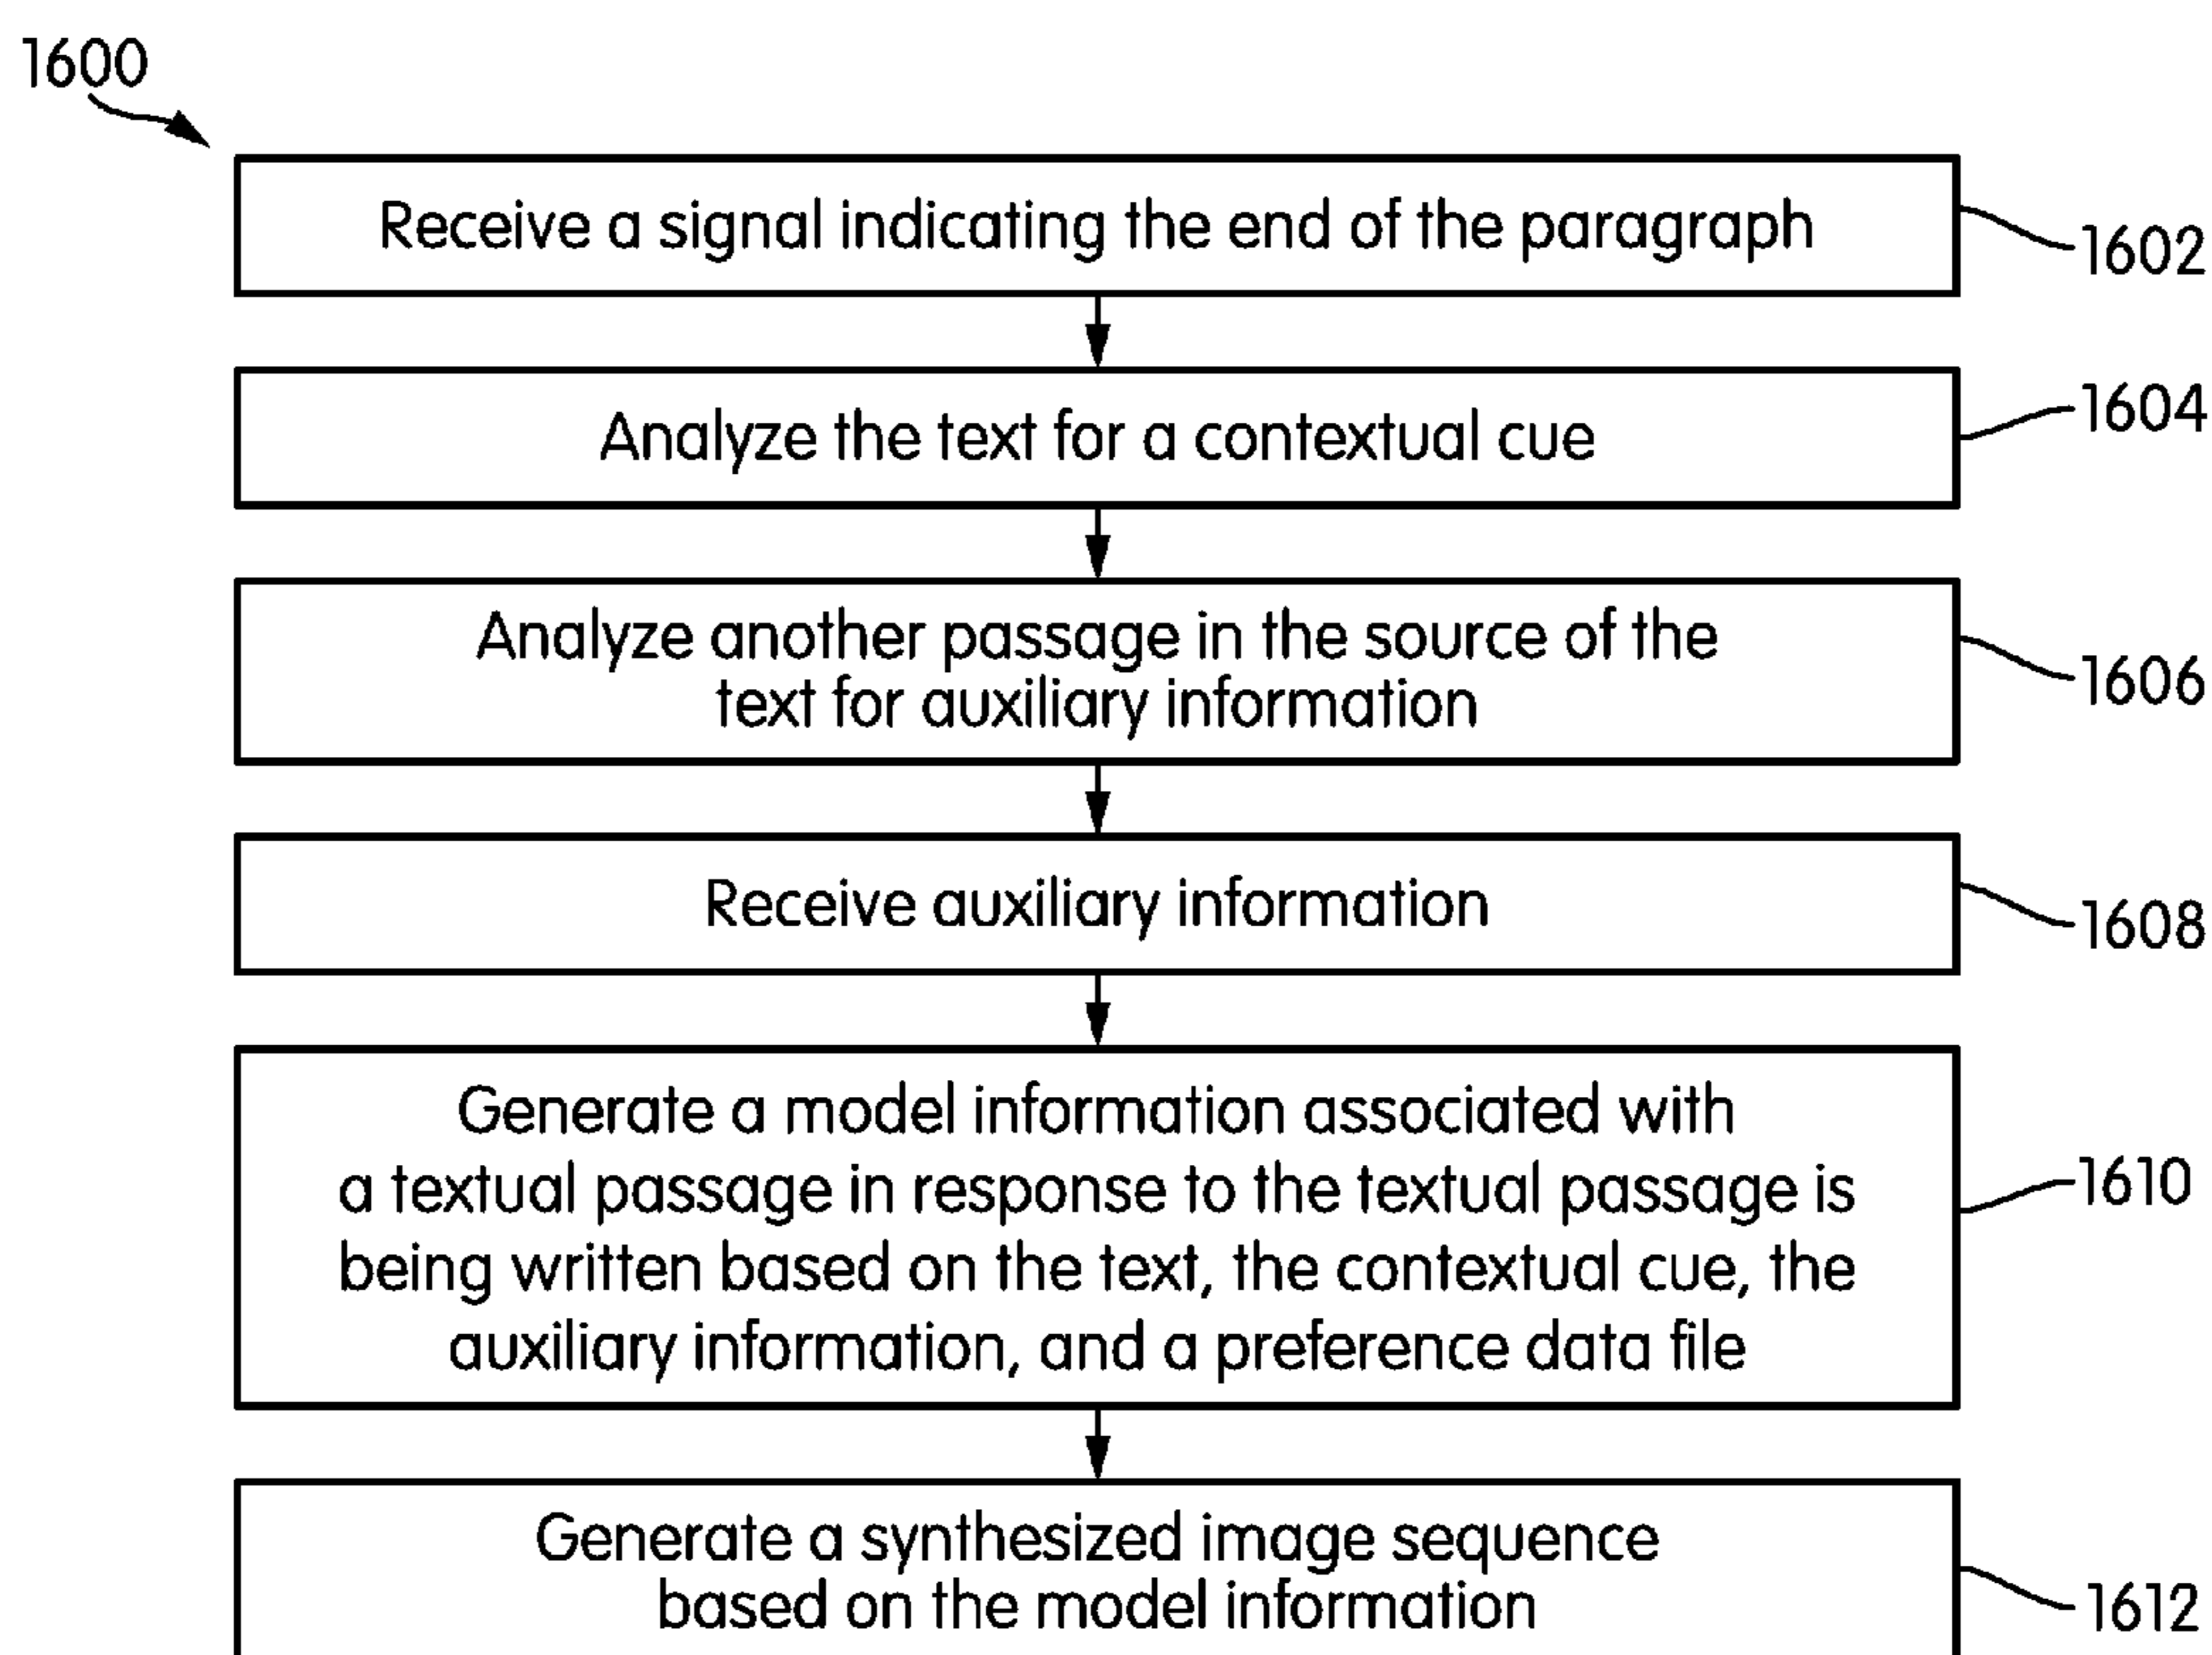 1600
Receive a signal indicating the end of the paragraph
1602
Analyze the text for a contextual cue
1604
Analyze another passage in the source of the
text for auxiliary information
1606
Receive auxiliary information
1608
Generate a model information associated with
a textual passage in response to the textual passage is
being written based on the text, the contextual cue, the
auxiliary information, and a preference data file
1610
Generate a synthesized image sequence
based on the model information
1612